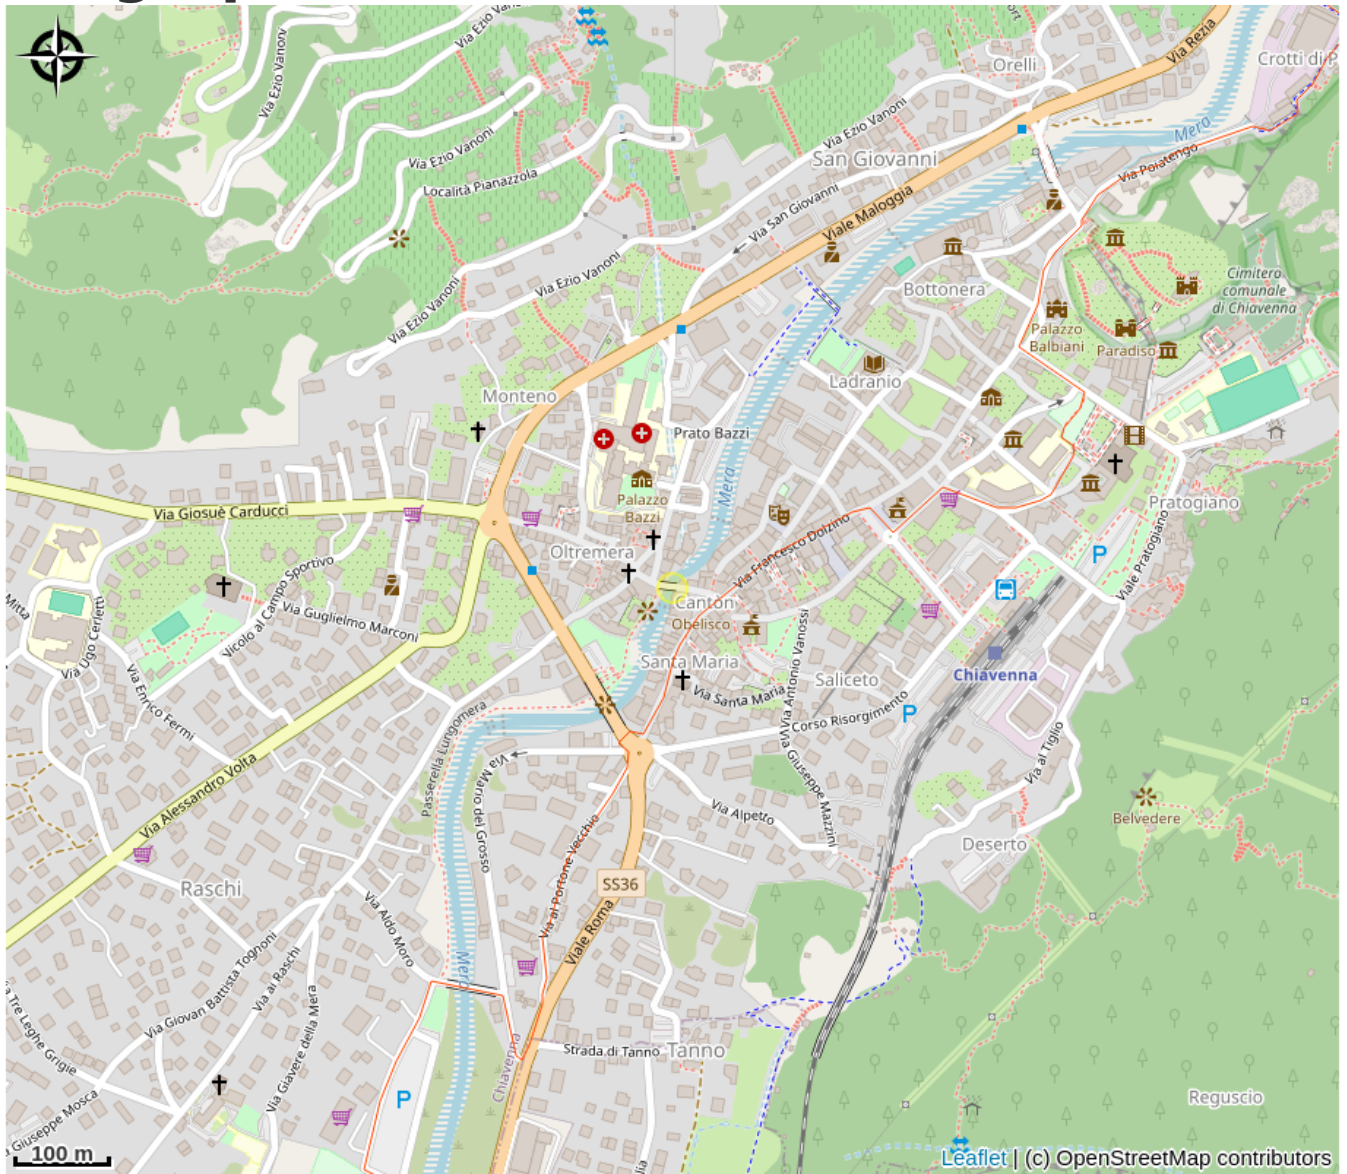 Via Ezio Vanoni
Via Ezio Vanoni
Via Rezia
Orelli
Crotti di P
Via Ezio Vanoni
Via Ezio Vanoni
Mera
San Giovanni
Via Poiatengo
Località Pianazzola
Via San Giovanni
Viale Maloggia
Via Ezio Vanoni
Bottonera
Cimitero
comunale
di Chiavenna
Via Ezio Vanoni
Palazzo
Balbiani
Paradiso
Ladranio
Monteno
Prato Bazzi
Mera
Palazzo
Bazzi
Pratogiano
Via Giosuè Carducci
Via Francesco Dolzino
Oltremera
P
Viale Pratogiano
Vicolo al Campo Sportivo
Mitta
Via Ugo Cerletti
Via Guglielmo Marconi
Canton
Obelisco
Santa Maria
Via Antonio Vanossi
Saliceto
Chiavenna
Via Santa Maria
Via Enrico Fermi
Corso Risorgimento
P
Passerella Lungomera
Via Mario del Grosso
Via Giuseppe Mazzini
Via al Tiglio
Via Alessandro Volta
Via Alpetto
Belvedere
Deserto
Via al Portone Vecchio
Raschi
SS36
Via Aldo Moro
Viale Roma
Mera
Via Giovan Battista Tognoni
Via ai Raschi
Via Giavere della Mera
a Tre Leghe Grigie
Strada di Tanno
Tanno
Chiavenna
P
Reguscio
a Giuseppe Mosca
100 m
Leaflet | (c) OpenStreetMap contributors